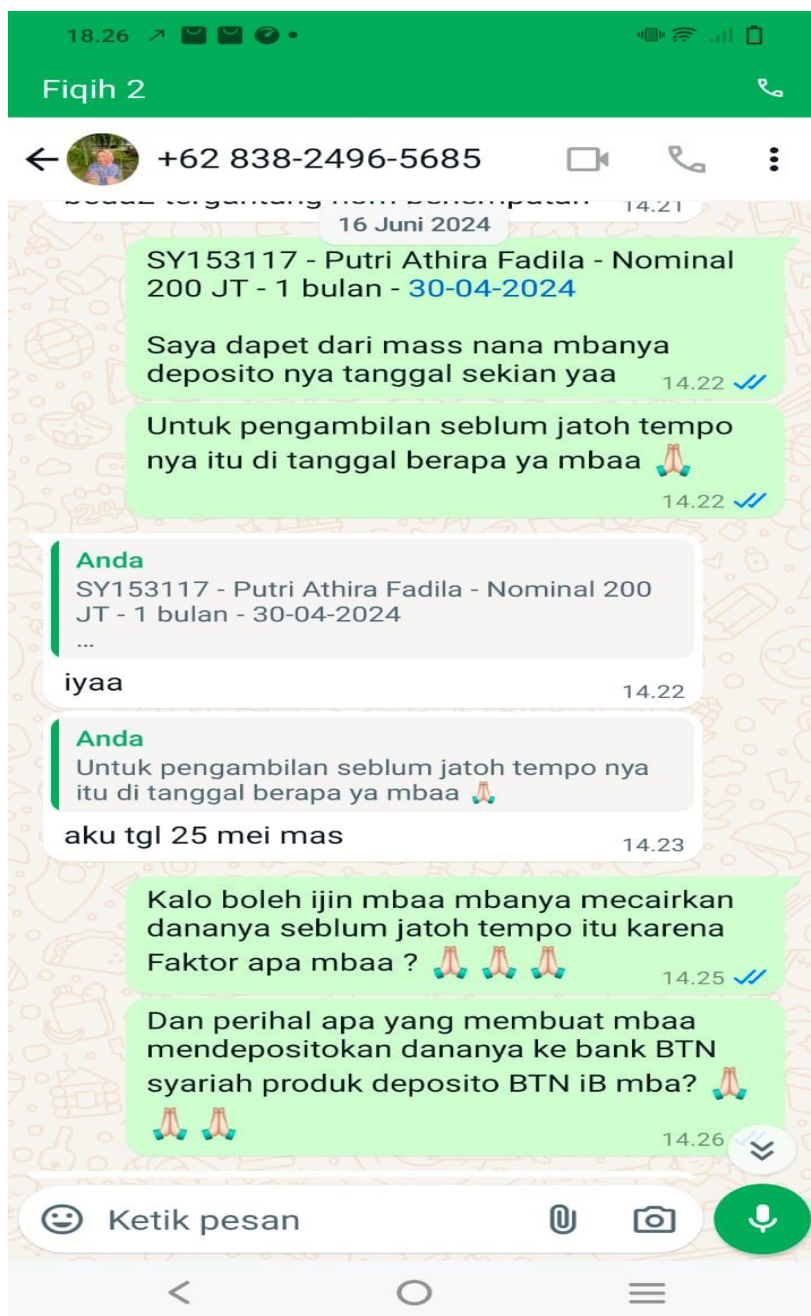 18.26
Fiqih 2
+62 838-2496-5685
14.21
16 Juni 2024
SY153117 - Putri Athira Fadila - Nominal
200 JT - 1 bulan - 30-04-2024
Saya dapet dari mass nana mbanya
deposito nya tanggal sekian yaa 14.22
Untuk pengambilan seblum jatoh tempo
nya itu di tanggal berapa ya mbaa 🙏🏻
14.22
Anda
SY153117 - Putri Athira Fadila - Nominal 200
JT - 1 bulan - 30-04-2024
...
iyaa 14.22
Anda
Untuk pengambilan seblum jatoh tempo nya
itu di tanggal berapa ya mbaa 🙏🏻
aku tgl 25 mei mas 14.23
Kalo boleh ijin mbaa mbanya mecairkan
dananya seblum jatoh tempo itu karena
Faktor apa mbaa ? 🙏🏻 🙏🏻 🙏🏻 14.25
Dan perihal apa yang membuat mbaa
mendepositokan dananya ke bank BTN
syariah produk deposito BTN iB mba? 🙏🏻
🙏🏻 🙏🏻 14.26
Ketik pesan